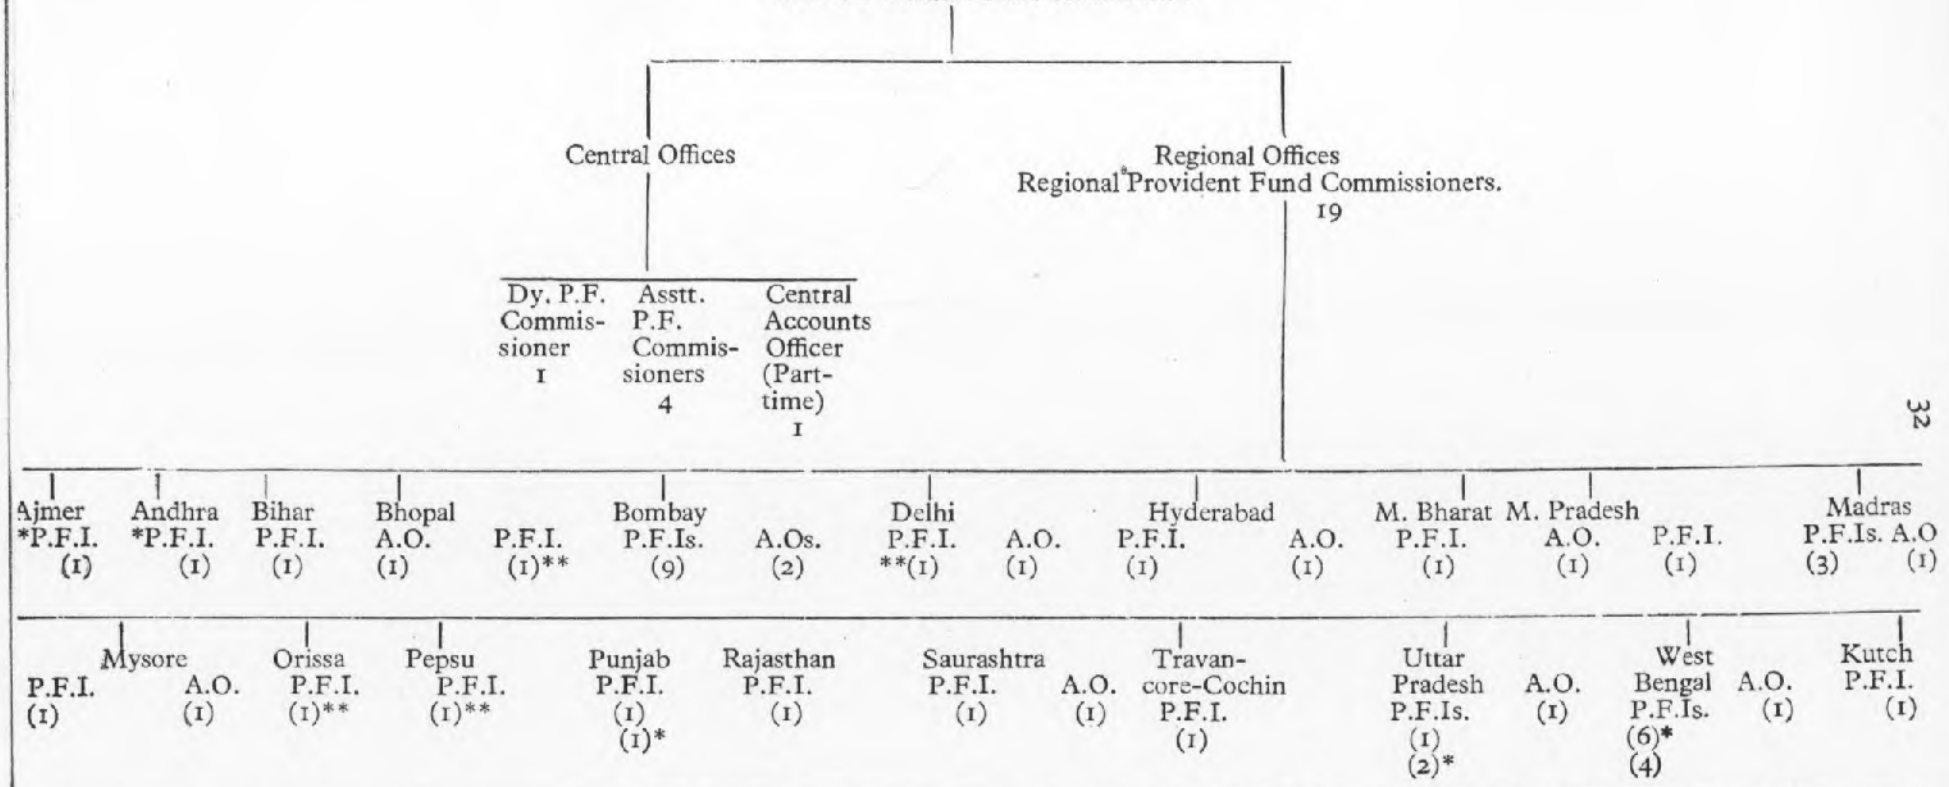 Central Offices
Regional Offices
Regional Provident Fund Commissioners.
19
Dy. P.F. Commis- sioner 1
Asstt. P.F. Commis- sioners 4
Central Accounts Officer (Part- time) 1
32
Ajmer Andhra Bihar Bhopal Bombay Delhi Hyderabad M. Bharat M. Pradesh Madras
*P.F.I. *P.F.I. P.F.I. A.O. P.F.I. P.F.Is. A.Os. P.F.I. A.O. P.F.I. A.O. P.F.I. A.O. P.F.I. P.F.Is. A.O
(1) (1) (1) (1) (1)** (9) (2) **(1) (1) (1) (1) (1) (1) (1) (3) (1)
Mysore Orissa Pepsu Punjab Rajasthan Saurashtra Travan- Uttar West Kutch
P.F.I. A.O. P.F.I. P.F.I. P.F.I. P.F.I. P.F.I. A.O. core-Cochin Pradesh A.O. Bengal A.O. P.F.I.
(1) (1) (1)** (1)** (1) (1) (1) (1) P.F.I. P.F.Is. (1) P.F.Is. (1) (1)
(1)* (1) (1) (6)*
(2)* (4)